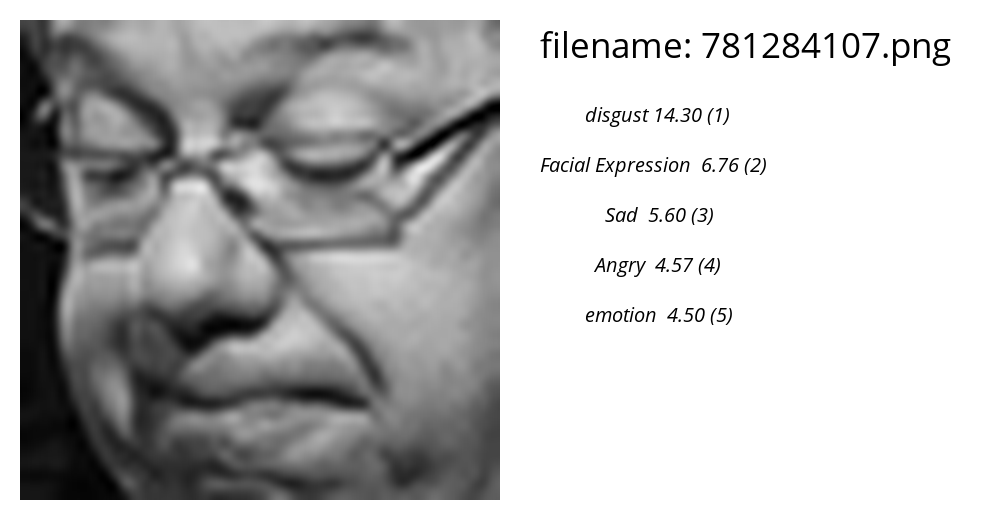 filename: 781284107.png
disgust 14.30 (1)
Facial Expression 6.76 (2)
Sad 5.60 (3)
Angry 4.57 (4)
emotion 4.50 (5)